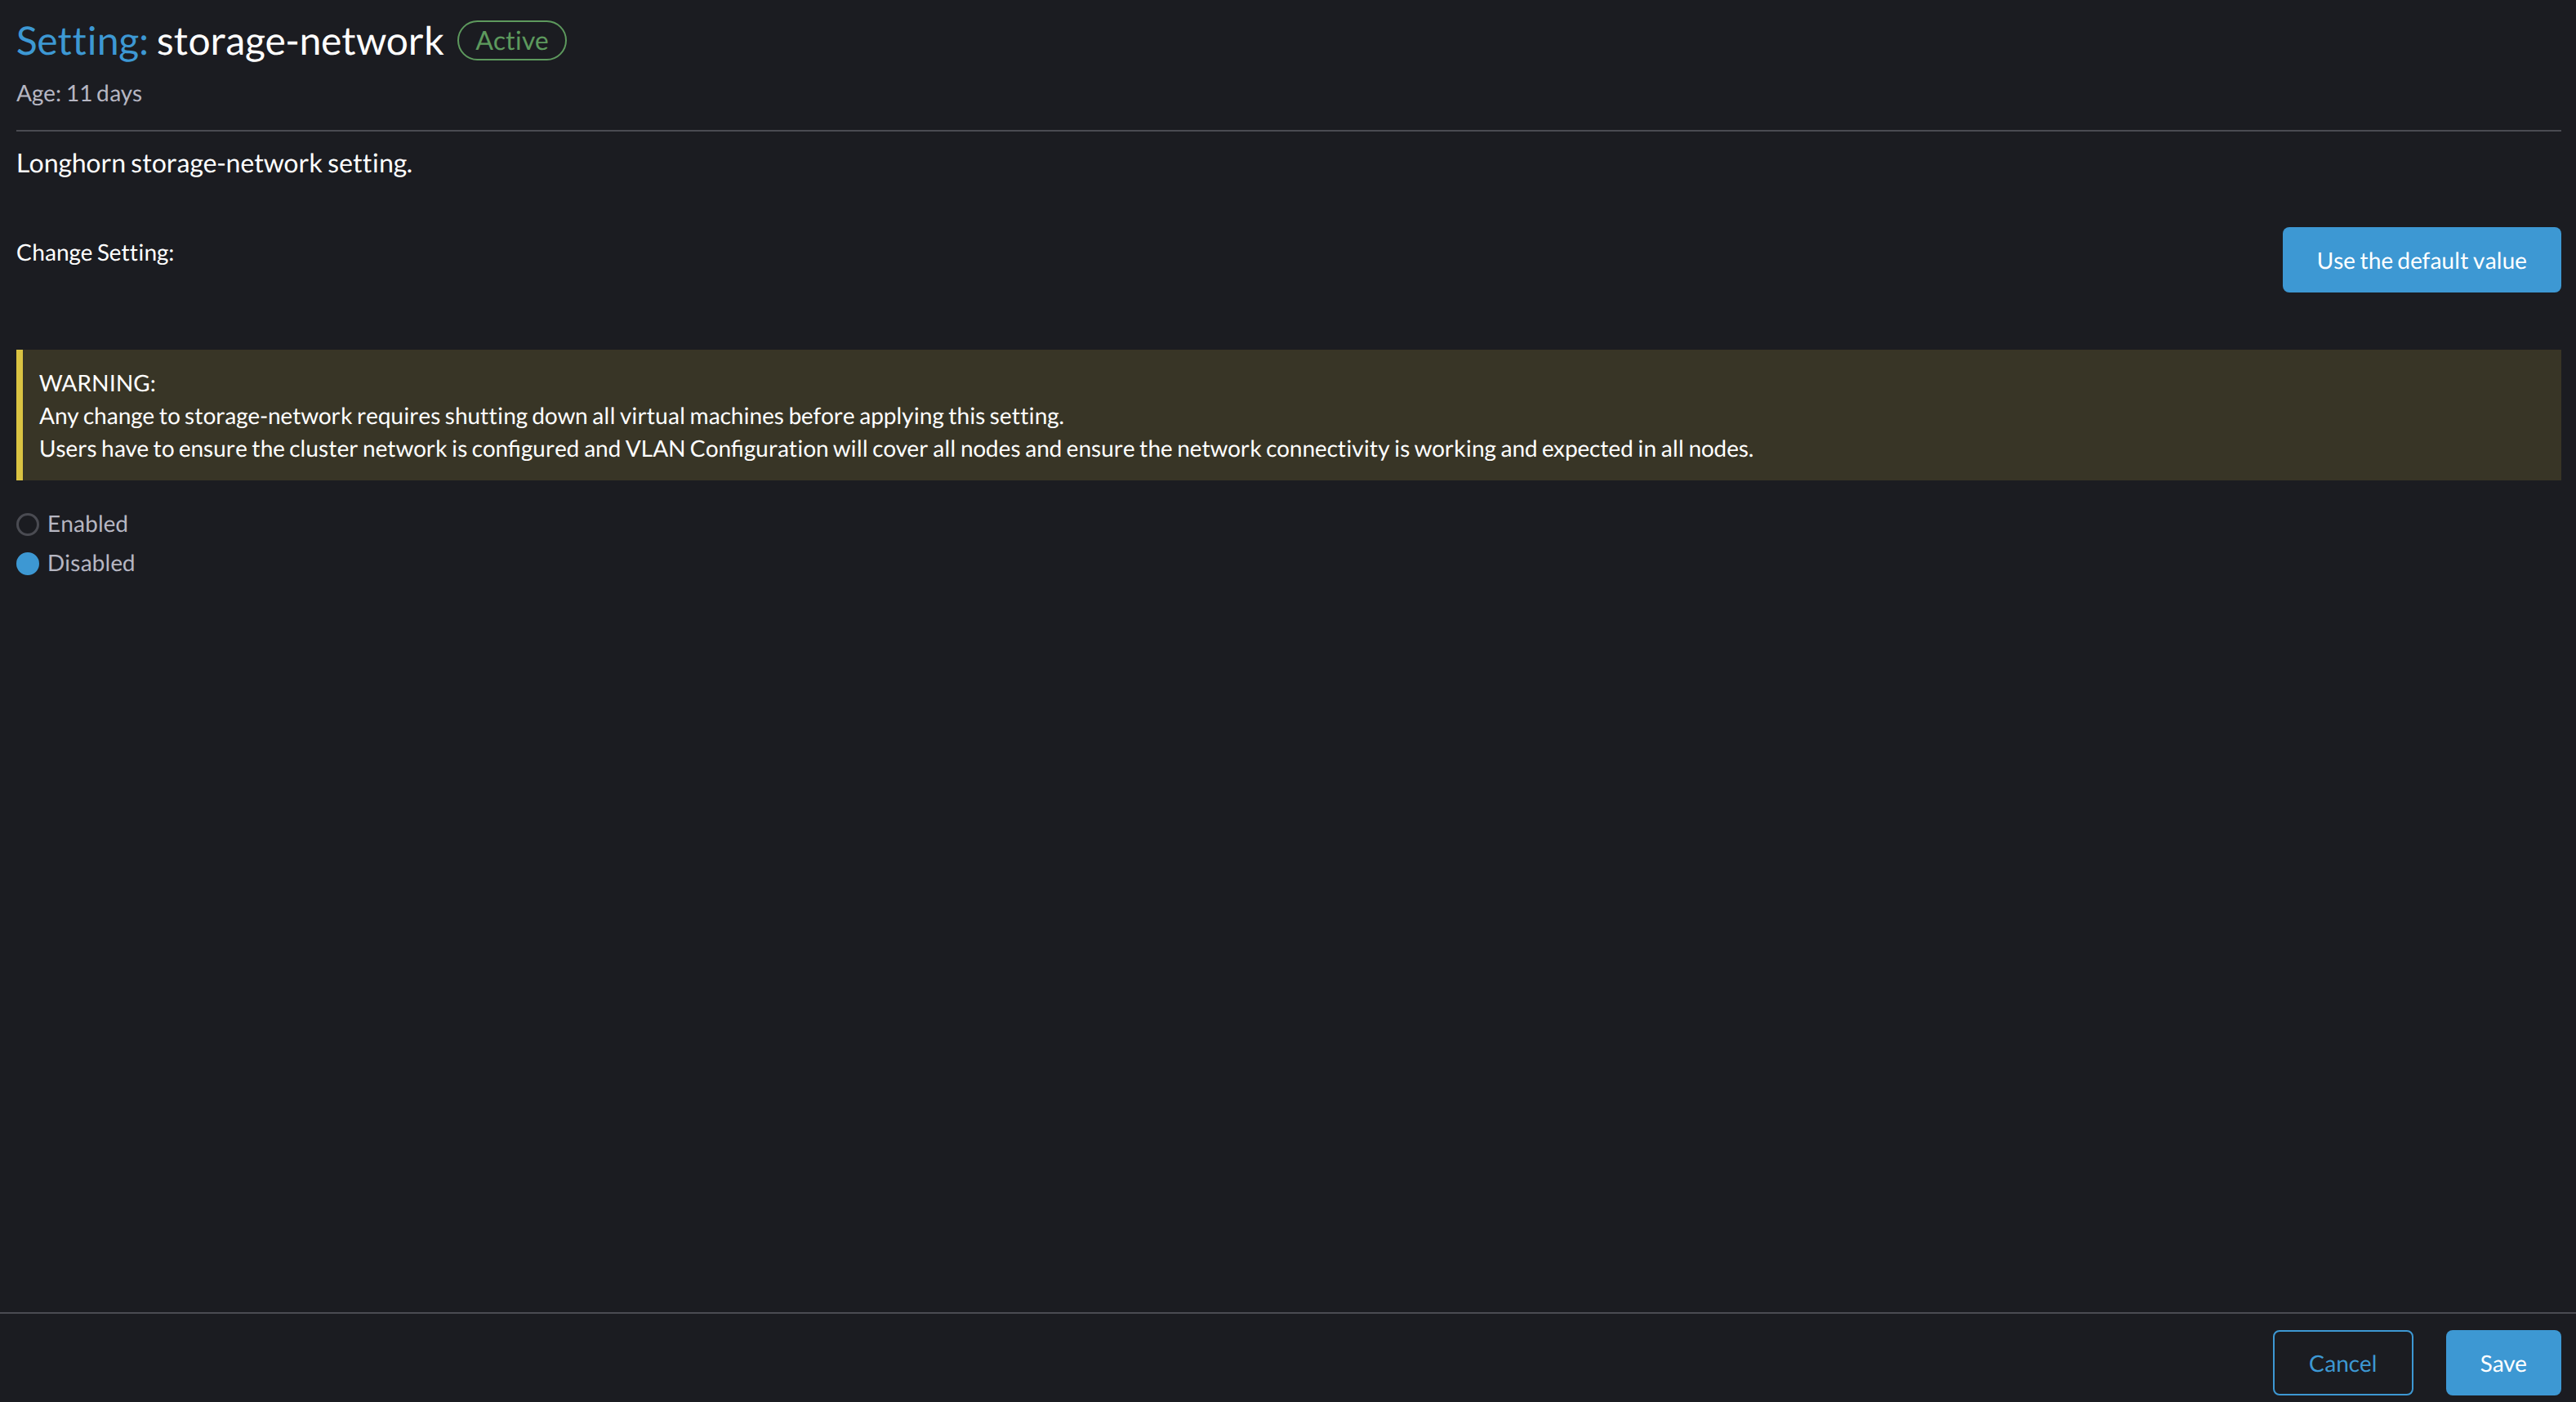 Setting: storage-network Active
Age: 11 days
Longhorn storage-network setting.
Change Setting:
Use the default value
WARNING:
Any change to storage-network requires shutting down all virtual machines before applying this setting.
Users have to ensure the cluster network is configured and VLAN Configuration will cover all nodes and ensure the network connectivity is working and expected in all nodes.
Enabled
Disabled
Cancel Save